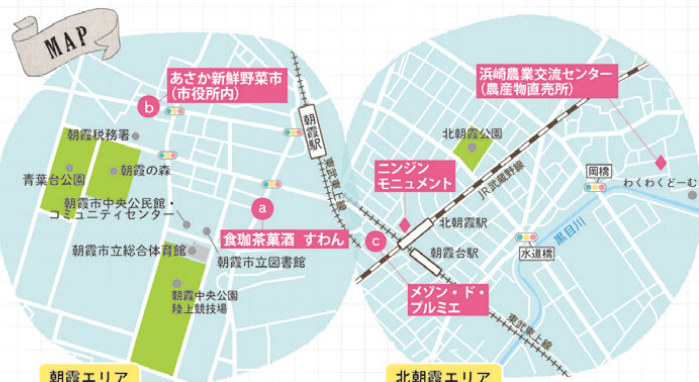 MAP
あさか新鮮野菜市
(市役所内)
b
朝霞税務署
青葉台公園
朝霞の森
朝霞市中央公民館・
コミュニティセンター
朝霞駅
東武東上線
a
食珈茶菓酒 すわん
朝霞市立総合体育館
朝霞市立図書館
朝霞中央公園
陸上競技場
朝霞エリア
浜崎農業交流センター
(農産物直売所)
北朝霞公園
JR武蔵野線
ニンジン
モニュメント
岡橋
わくわくどーむ
北朝霞駅
黒目川
c
朝霞台駅
水道橋
メゾン・ド・
プルミエ
東武東上線
北朝霞エリア